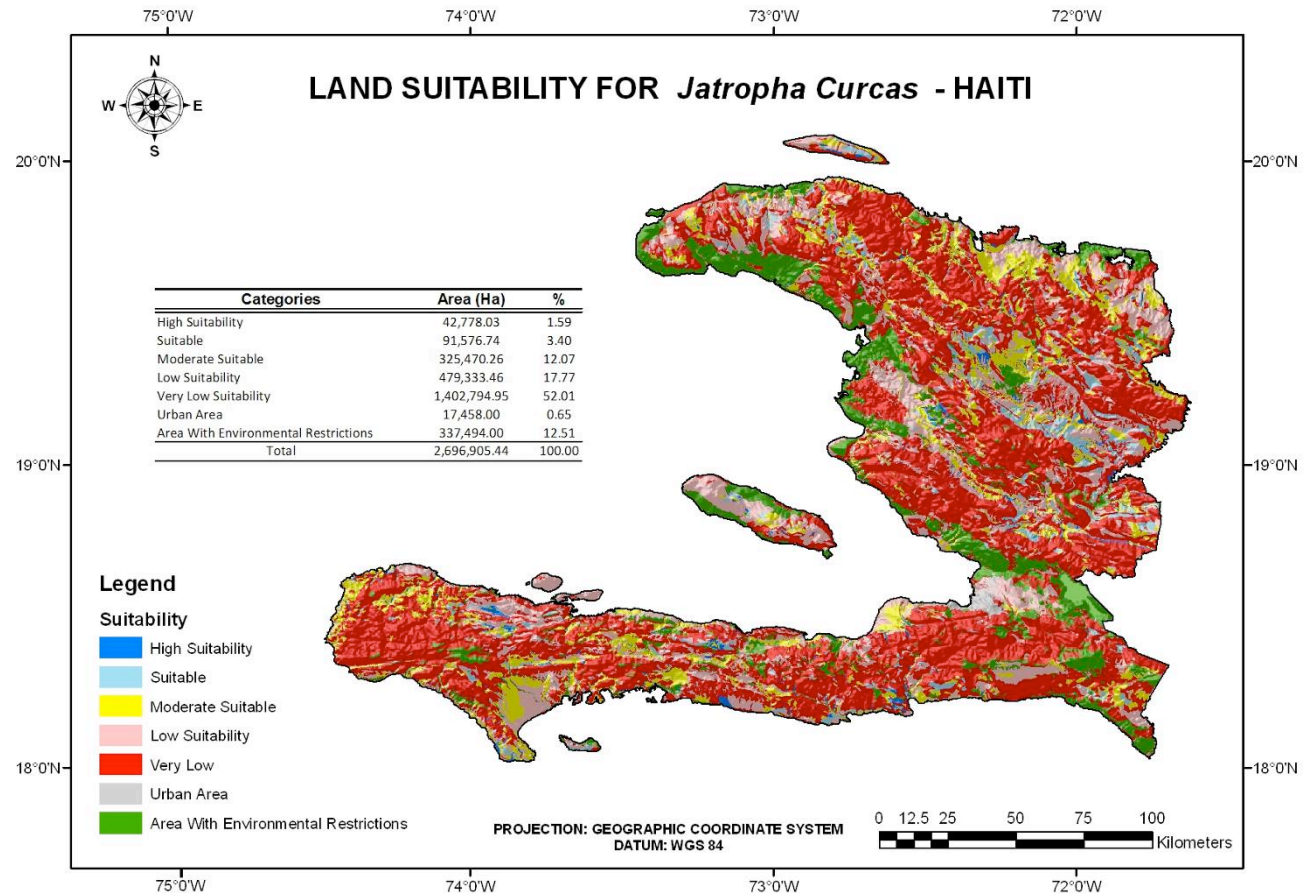 75°0'W 74°0'W 73°0'W 72°0'W
N
W E
S
LAND SUITABILITY FOR Jatropha Curcas - HAITI
20°0'N 20°0'N
Categories Area (Ha) %
High Suitability 42,778.03 1.59
Suitable 91,576.74 3.40
Moderate Suitable 325,470.26 12.07
Low Suitability 479,333.46 17.77
Very Low Suitability 1,402,794.95 52.01
Urban Area 17,458.00 0.65
Area With Environmental Restrictions 337,494.00 12.51
Total 2,696,905.44 100.00
19°0'N 19°0'N
Legend
Suitability
High Suitability
Suitable
Moderate Suitable
Low Suitability
Very Low
Urban Area
Area With Environmental Restrictions
18°0'N 18°0'N
PROJECTION: GEOGRAPHIC COORDINATE SYSTEM
DATUM: WGS 84
0 12.5 25 50 75 100
Kilometers
75°0'W 74°0'W 73°0'W 72°0'W